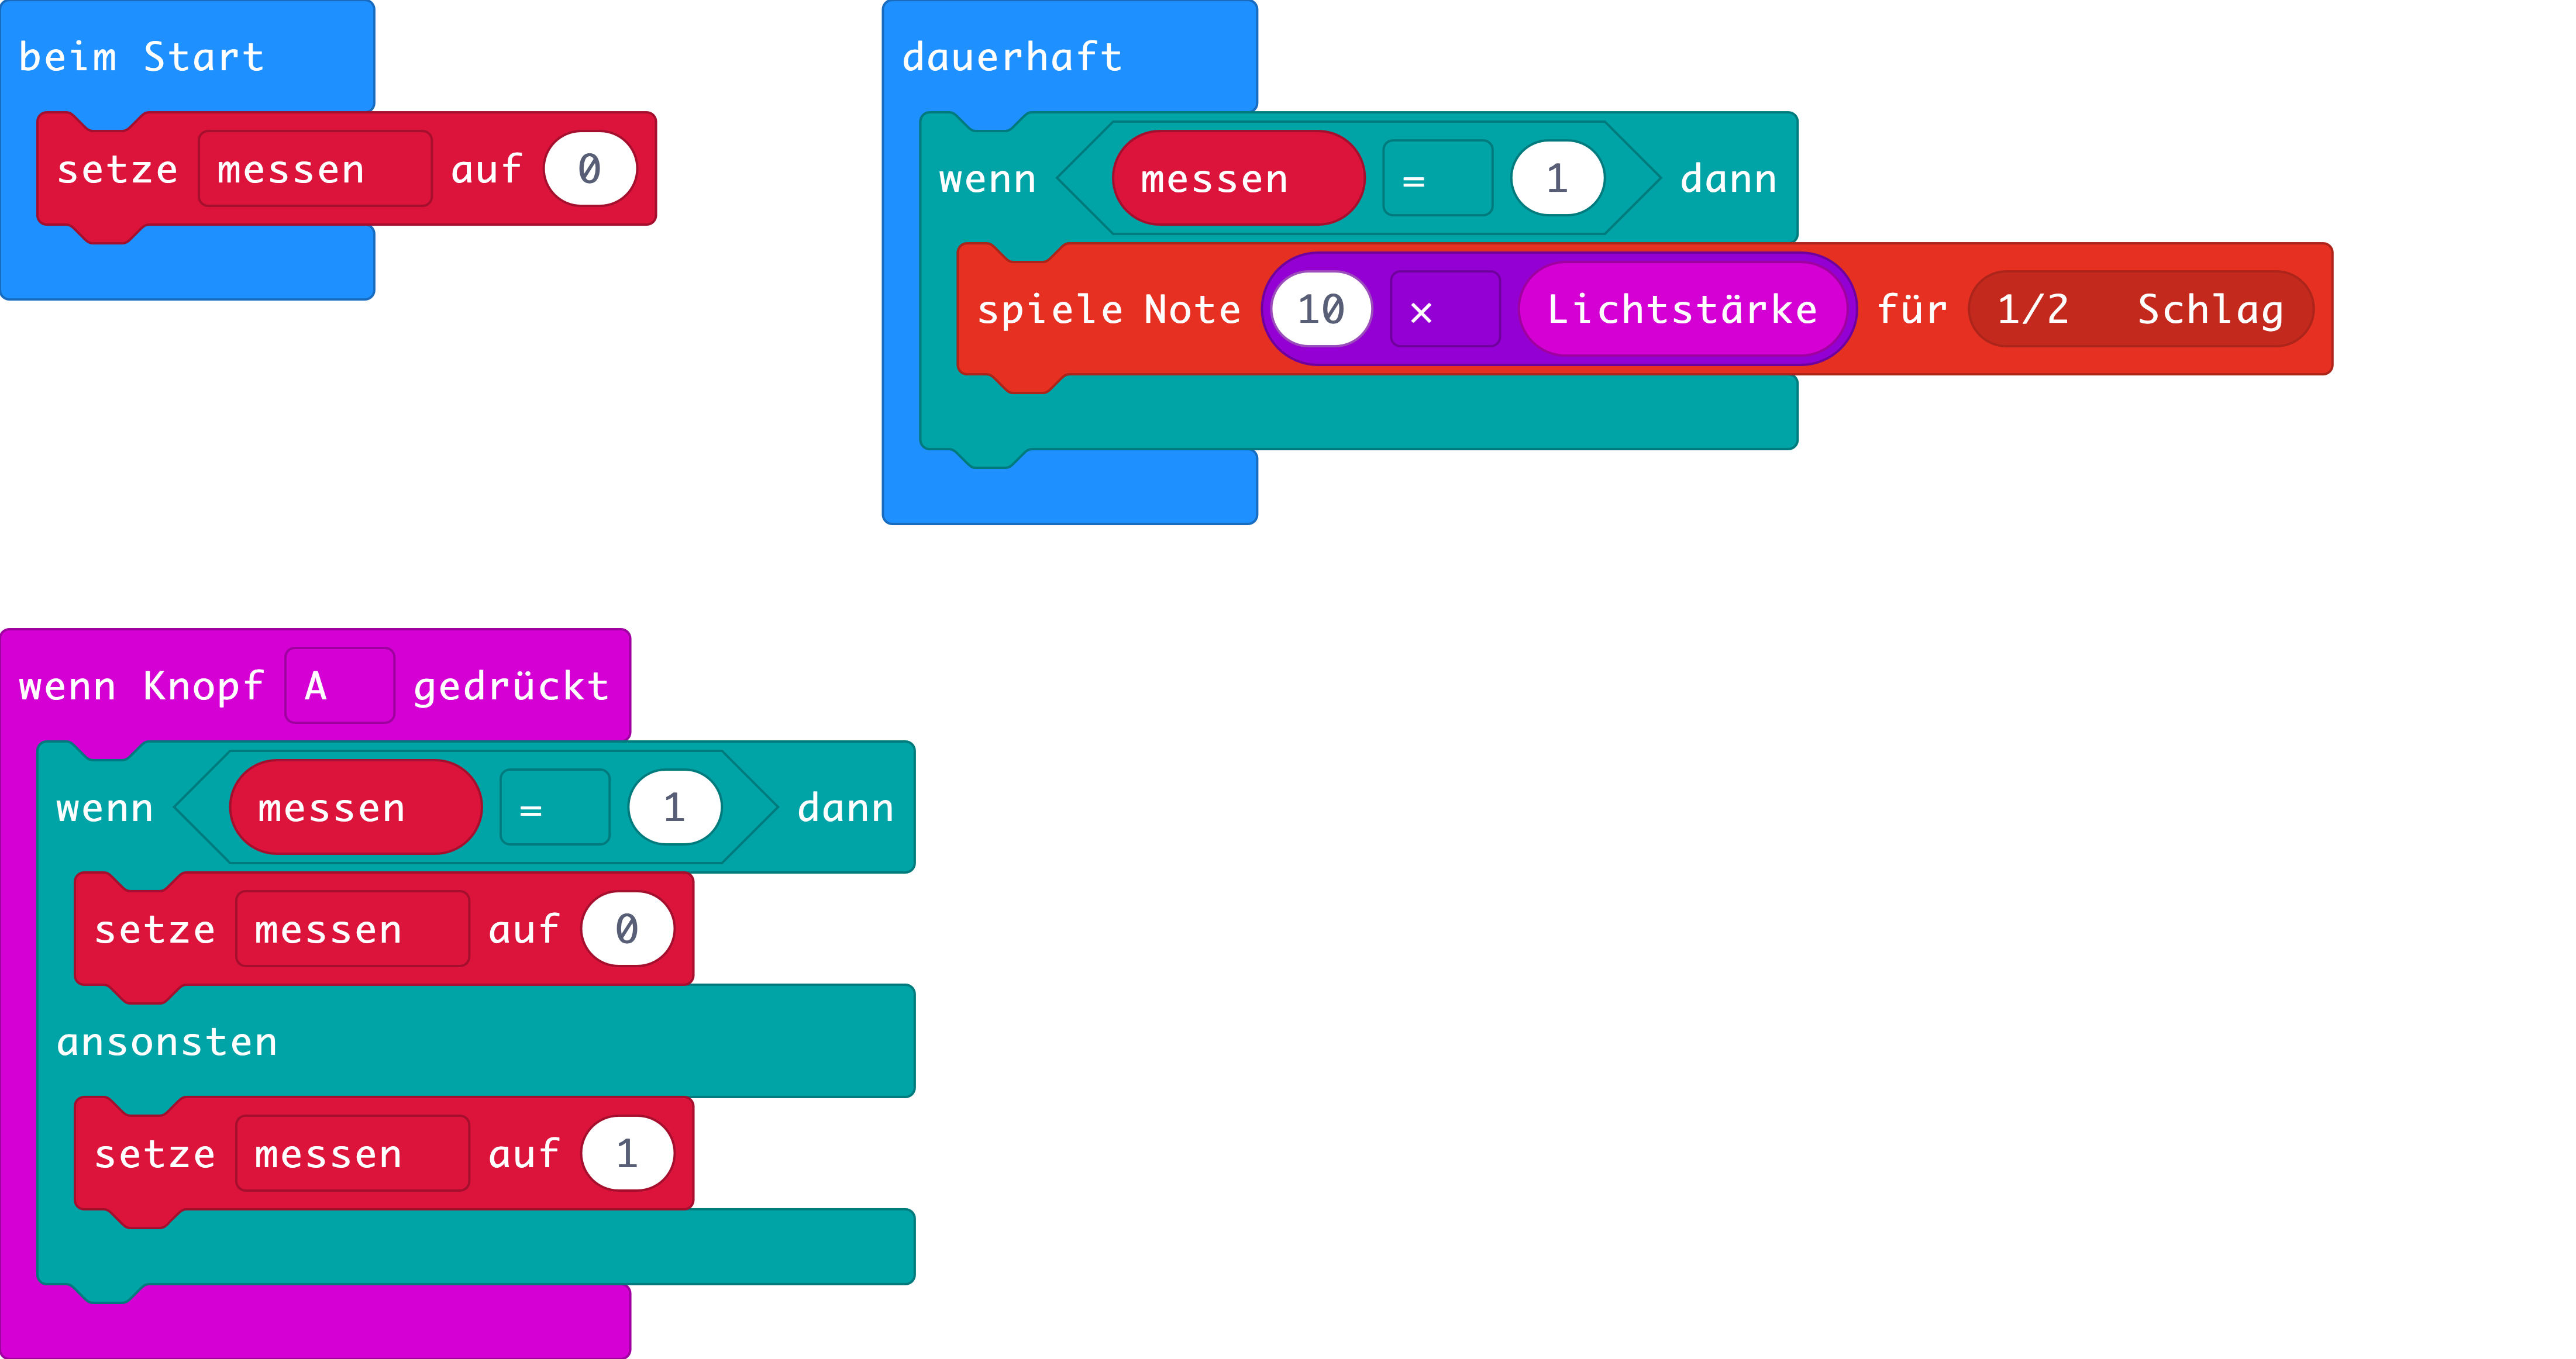 beim Start
setze messen auf 0
dauerhaft
wenn messen = 1 dann
spiele Note 10 × Lichtstärke für 1/2 Schlag
wenn Knopf A gedrückt
wenn messen = 1 dann
setze messen auf 0
ansonsten
setze messen auf 1